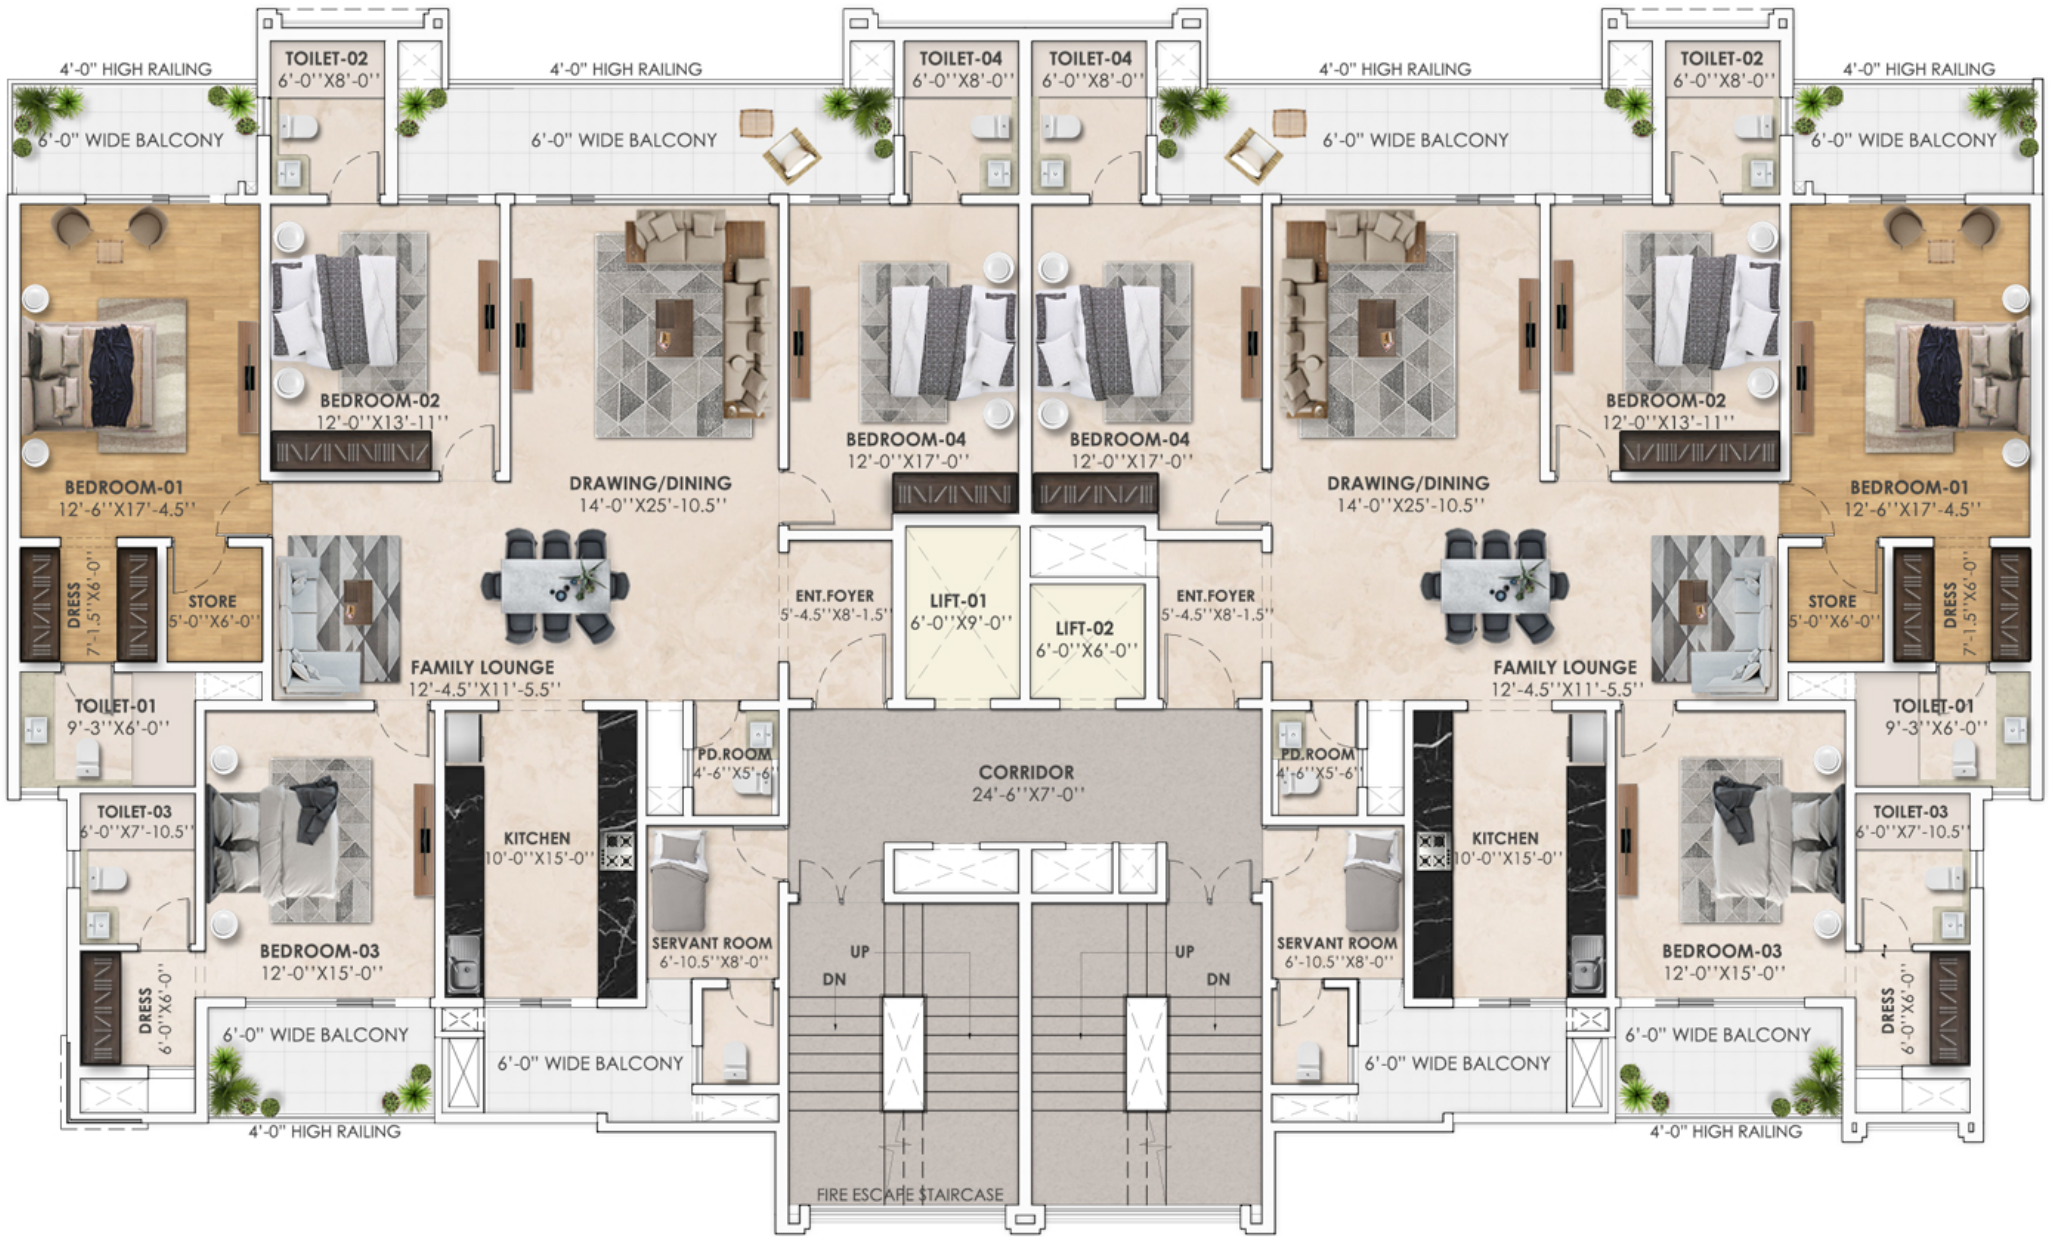 TOILET-02
6'-0''X8'-0''
TOILET-04
6'-0''X8'-0''
TOILET-04
6'-0''X8'-0''
TOILET-02
6'-0''X8'-0''
4'-0" HIGH RAILING
4'-0" HIGH RAILING
4'-0" HIGH RAILING
4'-0" HIGH RAILING
6'-0" WIDE BALCONY
6'-0" WIDE BALCONY
6'-0" WIDE BALCONY
6'-0" WIDE BALCONY
BEDROOM-02
12'-0''X13'-11''
BEDROOM-04
12'-0''X17'-0''
BEDROOM-04
12'-0''X17'-0''
BEDROOM-02
12'-0''X13'-11''
BEDROOM-01
12'-6''X17'-4.5''
DRAWING/DINING
14'-0''X25'-10.5''
DRAWING/DINING
14'-0''X25'-10.5''
BEDROOM-01
12'-6''X17'-4.5''
DRESS
7'-1.5''X6'-0''
STORE
5'-0''X6'-0''
ENT.FOYER
5'-4.5''X8'-1.5''
LIFT-01
6'-0''X9'-0''
LIFT-02
6'-0''X6'-0''
ENT.FOYER
5'-4.5''X8'-1.5''
STORE
5'-0''X6'-0''
DRESS
7'-1.5''X6'-0''
FAMILY LOUNGE
12'-4.5''X11'-5.5''
FAMILY LOUNGE
12'-4.5''X11'-5.5''
TOILET-01
9'-3''X6'-0''
TOILET-01
9'-3''X6'-0''
PD.ROOM
4'-6''X5'-6''
CORRIDOR
24'-6''X7'-0''
PD.ROOM
4'-6''X5'-6''
TOILET-03
6'-0''X7'-10.5''
KITCHEN
10'-0''X15'-0''
KITCHEN
10'-0''X15'-0''
TOILET-03
6'-0''X7'-10.5''
BEDROOM-03
12'-0''X15'-0''
SERVANT ROOM
6'-10.5''X8'-0''
UP
DN
UP
DN
SERVANT ROOM
6'-10.5''X8'-0''
BEDROOM-03
12'-0''X15'-0''
DRESS
6'-0''X6'-0''
DRESS
6'-0''X6'-0''
6'-0" WIDE BALCONY
6'-0" WIDE BALCONY
6'-0" WIDE BALCONY
6'-0" WIDE BALCONY
4'-0" HIGH RAILING
4'-0" HIGH RAILING
FIRE ESCAPE STAIRCASE